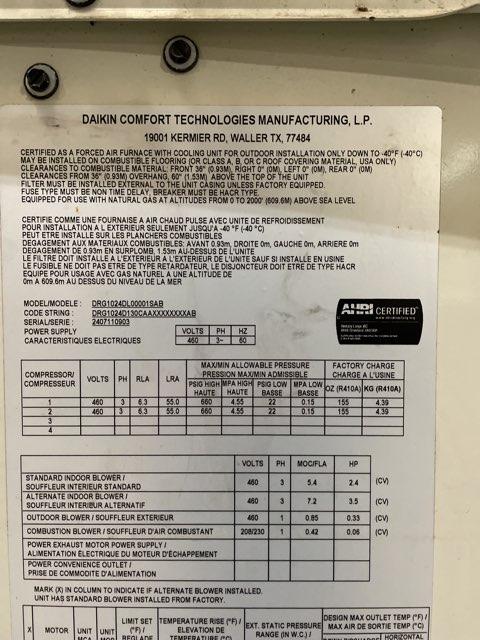 DAIKIN COMFORT TECHNOLOGIES MANUFACTURING, L.P.
19001 KERMIER RD, WALLER TX, 77484
CERTIFIED AS A FORCED AIR FURNACE WITH COOLING UNIT FOR OUTDOOR INSTALLATION ONLY DOWN TO -40°F (-40°C)
MAY BE INSTALLED ON COMBUSTIBLE FLOORING (OR CLASS A, B, OR C ROOF COVERING MATERIAL, USA ONLY)
CLEARANCES TO COMBUSTIBLE MATERIAL: FRONT 36" (0.93M), RIGHT 0" (0M), LEFT 0" (0M), REAR 0" (0M)
CLEARANCES FROM 36" (0.93M) OVERHANG, 60" (1.53M) ABOVE THE TOP OF THE UNIT
FILTER MUST BE INSTALLED EXTERNAL TO THE UNIT CASING UNLESS FACTORY EQUIPPED.
FUSE TYPE MUST BE NON TIME DELAY, BREAKER MUST BE HACR TYPE.
EQUIPPED FOR USE WITH NATURAL GAS AT ALTITUDES FROM 0 TO 2000' (609.6M) ABOVE SEA LEVEL
CERTIFIE COMME UNE FOURNAISE A AIR CHAUD PULSE AVEC UNITE DE REFROIDISSEMENT
POUR INSTALLATION A L'EXTERIEUR SEULEMENT JUSQU'A -40 °F (-40 °C)
PEUT ETRE INSTALLE SUR LES PLANCHERS COMBUSTIBLES
DEGAGEMENT AUX MATERIAUX COMBUSTIBLES: AVANT 0.93M, DROITE 0M, GAUCHE 0M, ARRIERE 0M
DEGAGEMENT DE 0.93M EN SURPLOMB, 1.53M AU-DESSUS DE L'UNITE
LE FILTRE DOIT ETRE INSTALLE A L'EXTERIEUR A L'EXTERIEUR DE L'UNITE SAUF SI INSTALLE EN USINE
LE FUSIBLE NE DOIT PAS ETRE DE TYPE RETARDATEUR, LE DISJONCTEUR DOIT ETRE DE TYPE HACR
EQUIPE POUR USAGE AVEC GAS NATUREL A UNE ALTITUDE DE
0M A 609.6m AU DESSUS DU NIVEAU DE LA MER
MODEL/MODELE : DRG1024DL00001SAB
CODE STRING : DRG1024D130CAAXXXXXXXXAB
SERIAL/SERIE : 2407110903
POWER SUPPLY
CARACTERISTIQUES ELECTRIQUES
VOLTS PH HZ
460 3~ 60
AHRI CERTIFIED
COMPRESSOR/ COMPRESSEUR VOLTS PH RLA LRA
MAX/MIN ALLOWABLE PRESSURE
PRESSION MAX/MIN ADMISSIBLE
FACTORY CHARGE
CHARGE A L'USINE
PSIG HIGH HAUTE MPA HIGH HAUTE PSIG LOW BASSE MPA LOW BASSE OZ (R410A) KG (R410A)
1 460 3 6.3 55.0 660 4.55 22 0.15 155 4.39
2 460 3 6.3 55.0 660 4.55 22 0.15 155 4.39
3
4
VOLTS PH MOC/FLA HP
STANDARD INDOOR BLOWER /
SOUFFLEUR INTERIEUR STANDARD 460 3 5.4 2.4 (CV)
ALTERNATE INDOOR BLOWER /
SOUFFLEUR INTERIEUR ALTERNATIF 460 3 7.2 3.5 (CV)
OUTDOOR BLOWER / SOUFFLEUR EXTERIEUR 460 1 0.85 0.33 (CV)
COMBUSTION BLOWER / SOUFFLEUR D'AIR COMBUSTANT 208/230 1 0.42 0.06 (CV)
POWER EXHAUST MOTOR POWER SUPPLY /
ALIMENTATION ÉLECTRIQUE DU MOTEUR D'ÉCHAPPEMENT
POWER CONVENIENCE OUTLET /
PRISE DE COMMODITE D'ALIMENTATION
MARK (X) IN COLUMN TO INDICATE IF ALTERNATE BLOWER INSTALLED.
UNIT HAS STANDARD BLOWER INSTALLED FROM FACTORY.
X MOTOR UNIT UNIT
LIMIT SET (°F)/ REGLAGE
TEMPERATURE RISE (°F) / ELEVATION DE TEMPERATURE (°C)
EXT. STATIC PRESSURE RANGE (IN W.C.) /
DESIGN MAX OUTLET TEMP (°F) /
MAX AIR DE SORTIE TEMP (°F)
HORIZONTAL